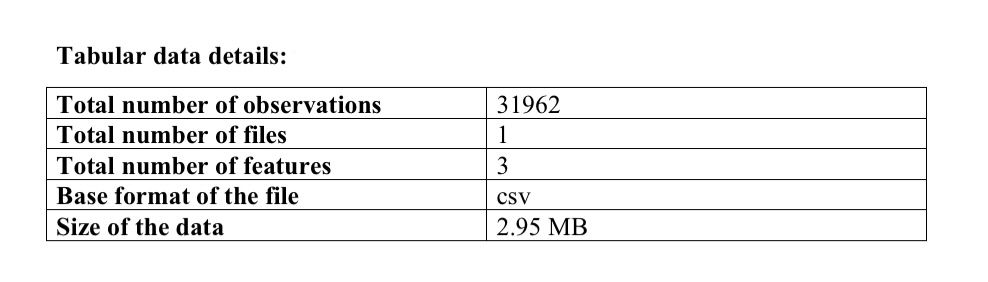 Tabular data details:
Total number of observations 31962
Total number of files 1
Total number of features 3
Base format of the file csv
Size of the data 2.95 MB